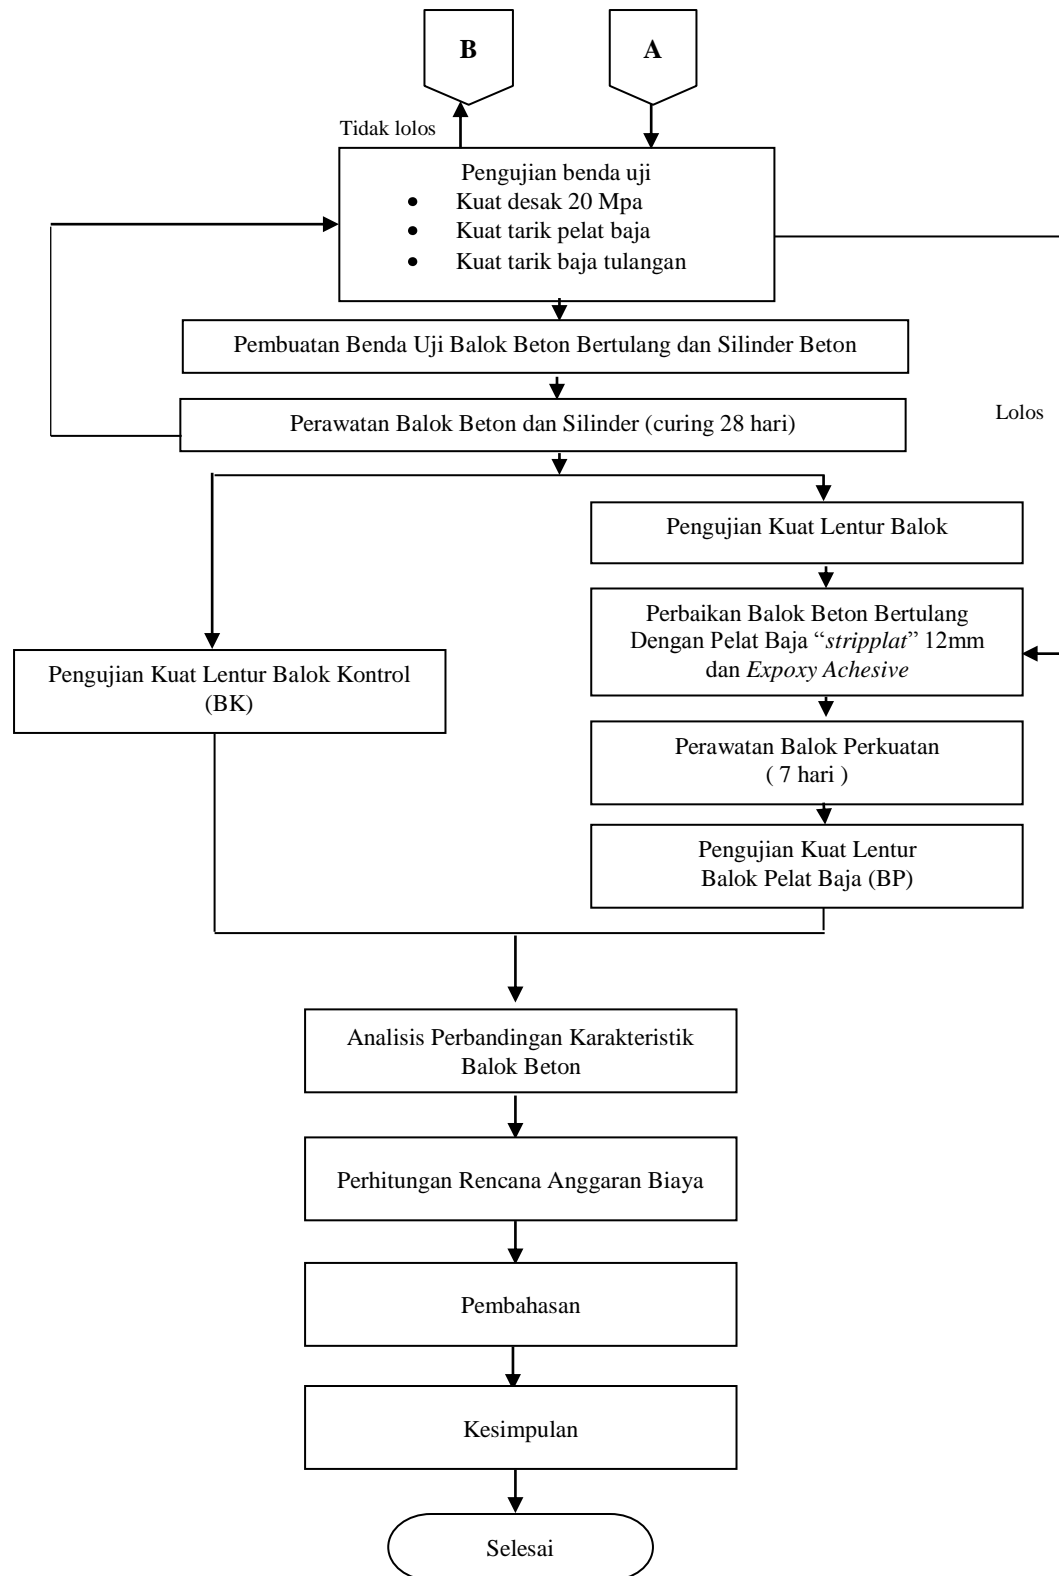 B
A
Tidak lolos
Pengujian benda uji
• Kuat desak 20 Mpa
• Kuat tarik pelat baja
• Kuat tarik baja tulangan
Pembuatan Benda Uji Balok Beton Bertulang dan Silinder Beton
Perawatan Balok Beton dan Silinder (curing 28 hari)
Lolos
Pengujian Kuat Lentur Balok
Perbaikan Balok Beton Bertulang
Dengan Pelat Baja “stripplat” 12mm
dan Expoxy Achesive
Pengujian Kuat Lentur Balok Kontrol
(BK)
Perawatan Balok Perkuatan
( 7 hari )
Pengujian Kuat Lentur
Balok Pelat Baja (BP)
Analisis Perbandingan Karakteristik
Balok Beton
Perhitungan Rencana Anggaran Biaya
Pembahasan
Kesimpulan
Selesai